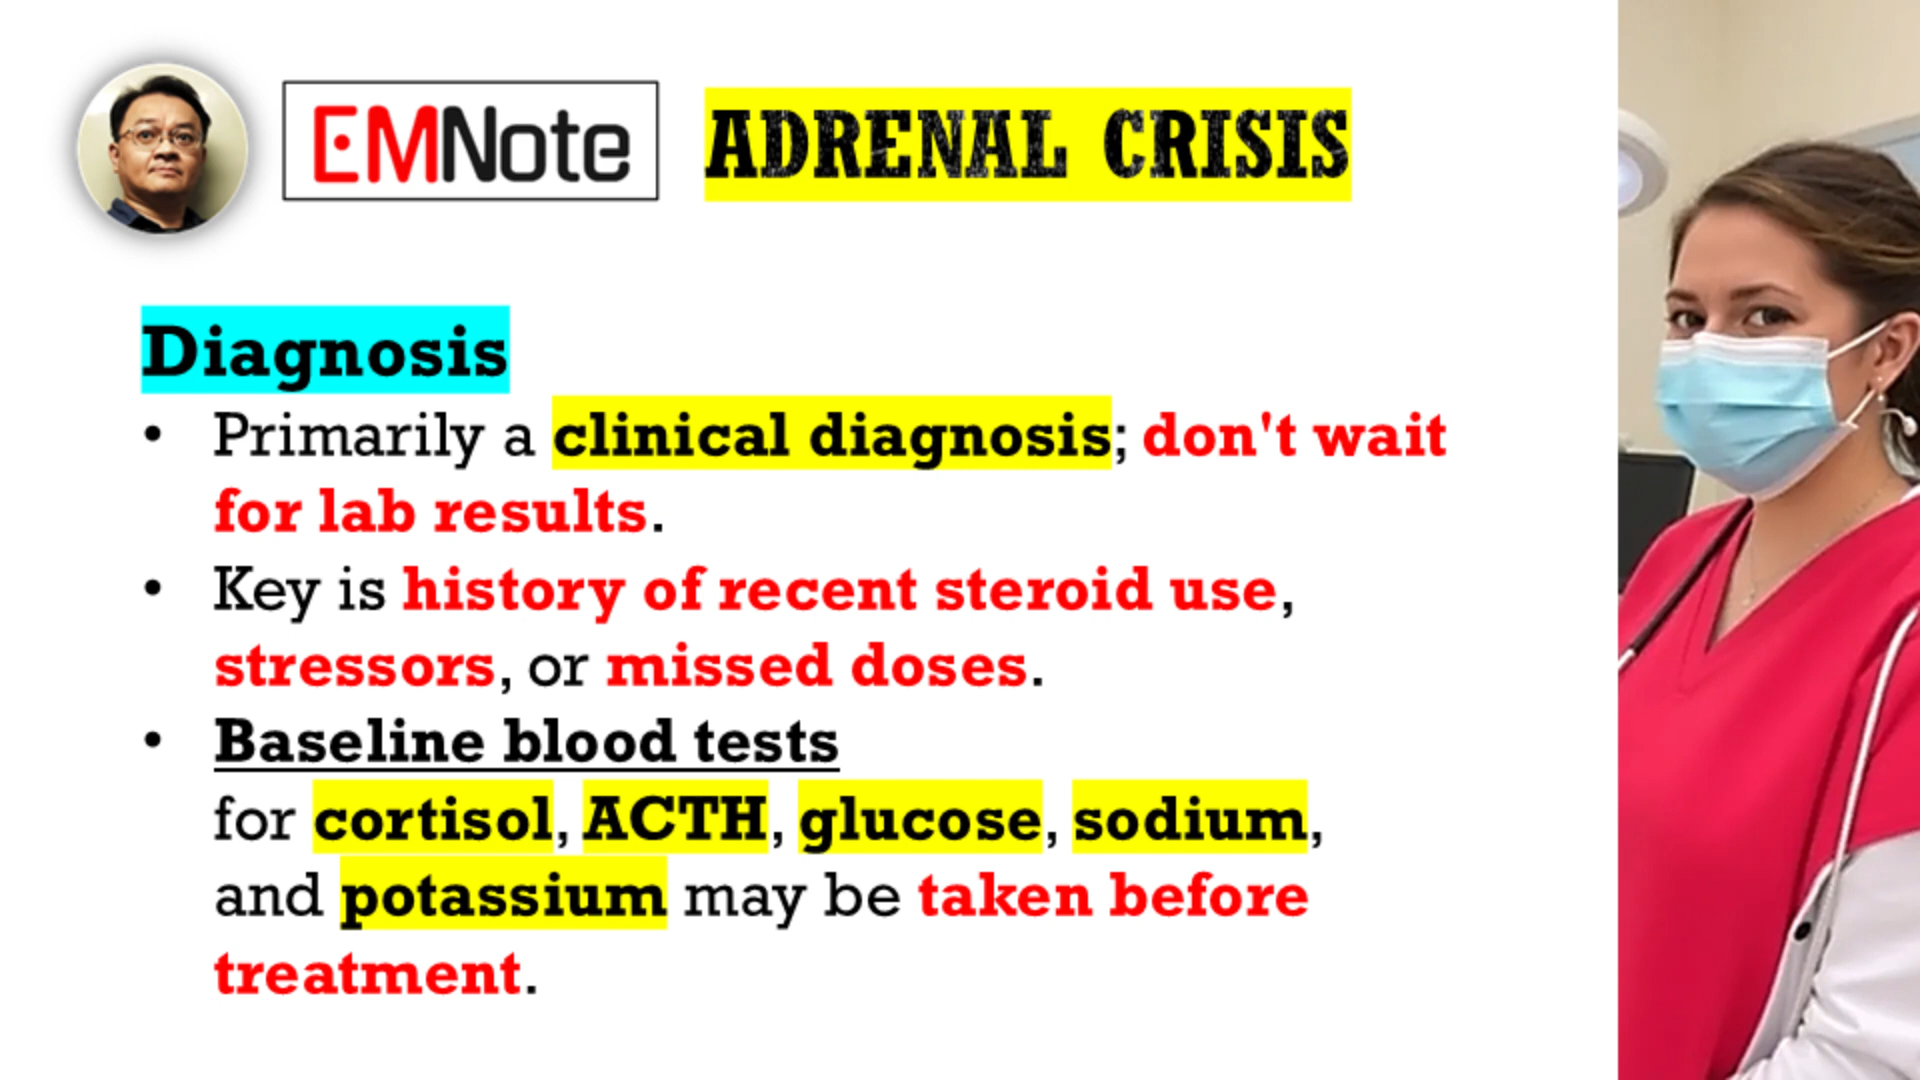 EMNote
ADRENAL CRISIS
Diagnosis
• Primarily a clinical diagnosis; don't wait
for lab results.
• Key is history of recent steroid use,
stressors, or missed doses.
• Baseline blood tests
for cortisol, ACTH, glucose, sodium,
and potassium may be taken before
treatment.